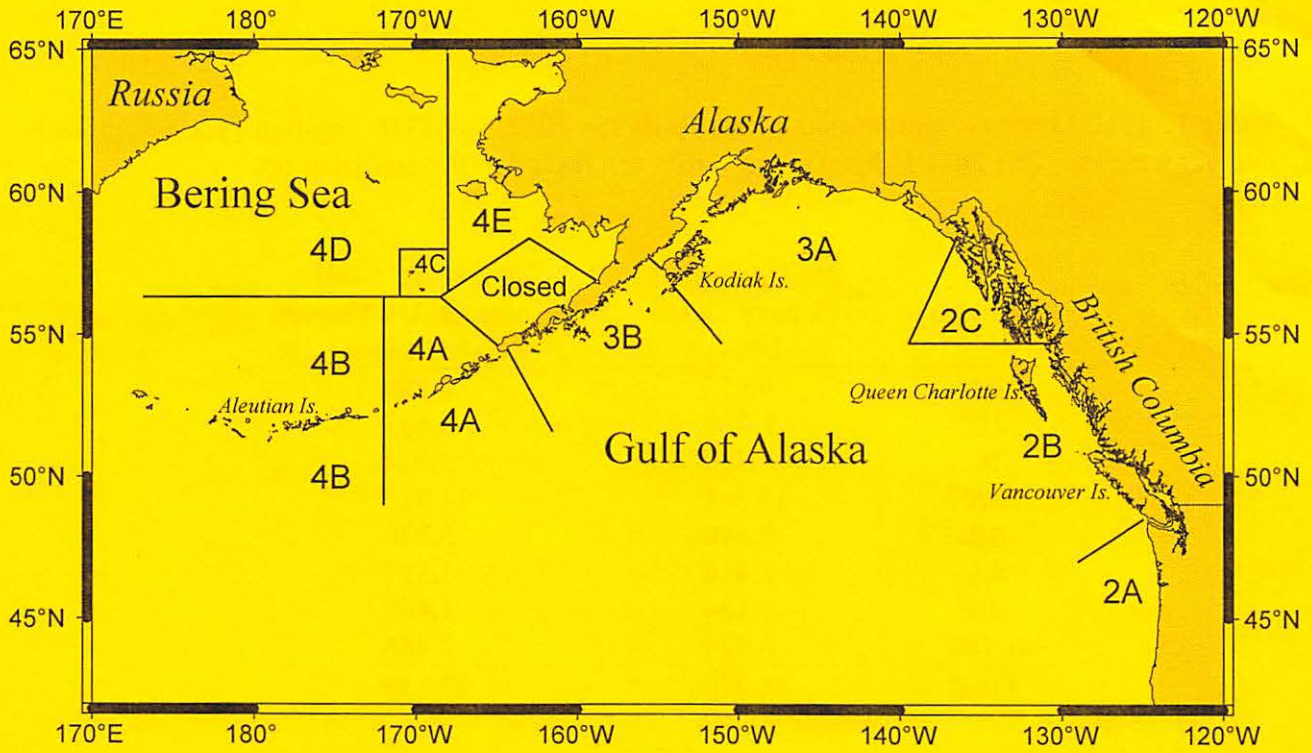 170°E 180° 170°W 160°W 150°W 140°W 130°W 120°W
65°N 65°N
Russia
Alaska
60°N 60°N
Bering Sea
4E
4D 3A
4C
Closed Kodiak Is.
55°N 55°N
2C
British Columbia
3B
4B 4A
Queen Charlotte Is.
Aleutian Is.
4A
Gulf of Alaska 2B
50°N 50°N
4B
Vancouver Is.
2A
45°N 45°N
170°E 180° 170°W 160°W 150°W 140°W 130°W 120°W